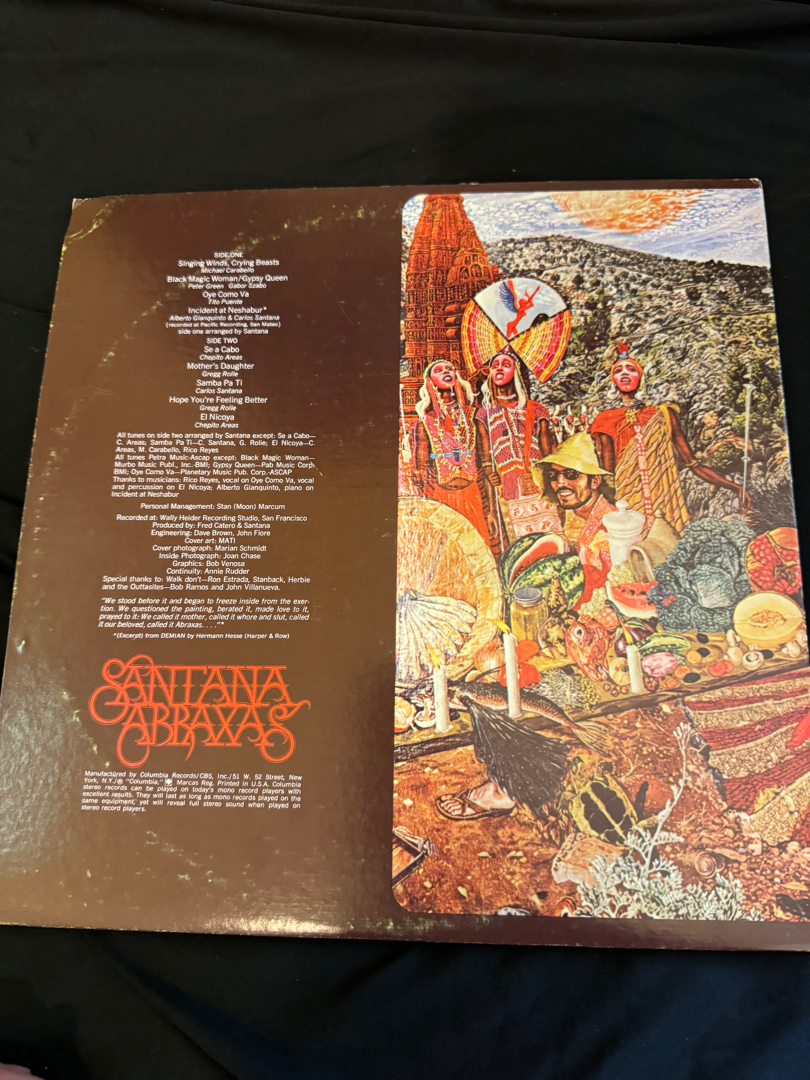 SIDE ONE
Singing Winds, Crying Beasts
Michael Carabello
Black Magic Woman/Gypsy Queen
Peter Green Gabor Szabo
Oye Como Va
Tito Puente
Incident at Neshabur*
Alberto Gianquinto & Carlos Santana
(recorded at Pacific Recording, San Mateo)
side one arranged by Santana
SIDE TWO
Se a Cabo
Chepito Areas
Mother's Daughter
Gregg Rolie
Samba Pa Ti
Carlos Santana
Hope You're Feeling Better
Gregg Rolie
El Nicoya
Chepito Areas
All tunes on side two arranged by Santana except: Se a Cabo—
C. Areas, Samba Pa Ti—C. Santana, G. Rolie; El Nicoya—C.
Areas, M. Carabello, Rico Reyes
All tunes Petra Music-Ascap except: Black Magic Woman—
Murbo Music Publ., Inc.-BMI; Gypsy Queen—Pab Music Corp.
BMI; Oye Como Va—Planetary Music Pub. Corp.-ASCAP
Thanks to musicians: Rico Reyes, vocal on Oye Como Va, vocal
and percussion on El Nicoya; Alberto Gianquinto, piano on
Incident at Neshabur
Personal Management: Stan (Moon) Marcum
Recorded at: Wally Heider Recording Studio, San Francisco
Produced by: Fred Catero & Santana
Engineering: Dave Brown, John Fiore
Cover art: MATI
Cover photograph: Marian Schmidt
Inside Photograph: Joan Chase
Graphics: Bob Venosa
Continuity: Annie Rudder
Special thanks to: Walk don't—Ron Estrada, Stanback, Herbie
and the Outtasites—Bob Ramos and John Villanueva.
"We stood before it and began to freeze inside from the exer-
tion. We questioned the painting, berated it, made love to it,
prayed to it: We called it mother, called it whore and slut, called
it our beloved, called it Abraxas. . . ."*
*(Excerpt) from DEMIAN by Hermann Hesse (Harper & Row)
SANTANA
ABRAXAS
Manufactured by Columbia Records/CBS, Inc./51 W. 52 Street, New
York, N.Y./® "Columbia," Marcas Reg. Printed in U.S.A. Columbia
stereo records can be played on today's mono record players with
excellent results. They will last as long as mono records played on the
same equipment, yet will reveal full stereo sound when played on
stereo record players.